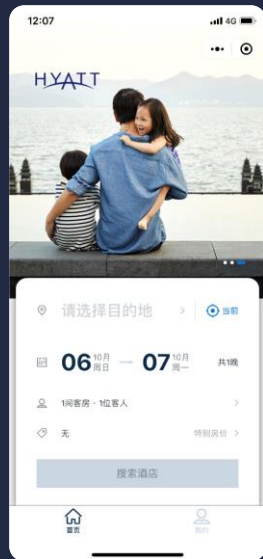 12:07
4G
HYATT
请选择目的地
当前
06 10月 周日 → 07 10月 周一 共1晚
1间客房 · 1位客人
无 特别房价
搜索酒店
首页 我的